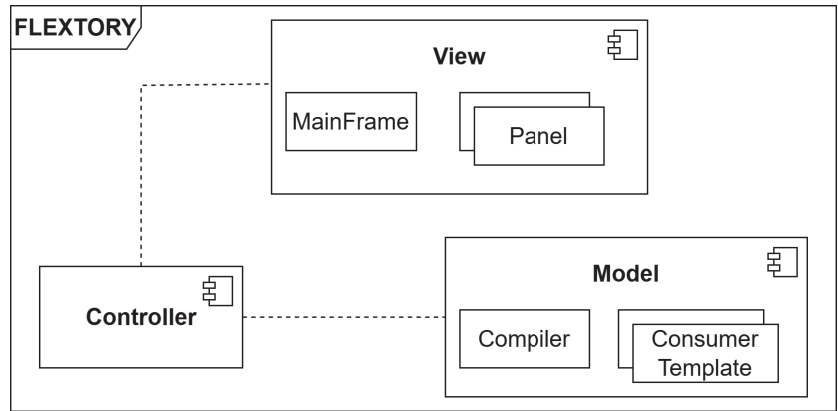 FLEXTORY
View
MainFrame
Panel
Controller
Model
Compiler
Consumer
Template